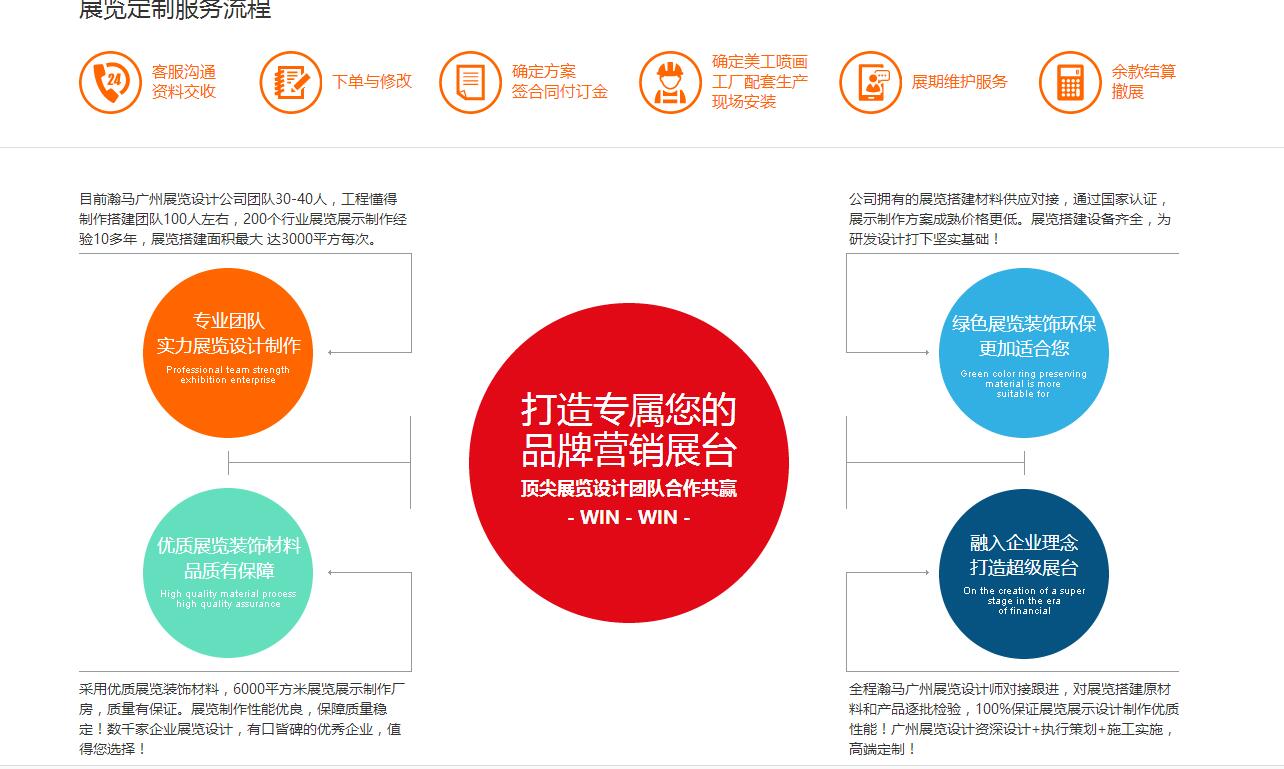 展览定制服务流程
24
客服沟通
资料交收
下单与修改
确定方案
签合同付订金
确定美工喷画
工厂配套生产
现场安装
展期维护服务
余款结算
撤展
目前瀚马广州展览设计公司团队30-40人，工程懂得
制作搭建团队100人左右，200个行业展览展示制作经
验10多年，展览搭建面积最大 达3000平方每次。
公司拥有的展览搭建材料供应对接，通过国家认证，
展示制作方案成熟价格更低。展览搭建设备齐全，为
研发设计打下坚实基础！
专业团队
实力展览设计制作
Professional team strength
exhibition enterprise
绿色展览装饰环保
更加适合您
Green color ring preserving
material is more
suitable for
打造专属您的
品牌营销展台
顶尖展览设计团队合作共赢
- WIN - WIN -
优质展览装饰材料
品质有保障
High quality material process
high quality assurance
融入企业理念
打造超级展台
On the creation of a super
stage in the era
of financial
采用优质展览装饰材料，6000平方米展览展示制作厂
房，质量有保证。展览制作性能优良，保障质量稳
定！数千家企业展览设计，有口皆碑的优秀企业，值
得您选择！
全程瀚马广州展览设计师对接跟进，对展览搭建原材
料和产品逐批检验，100%保证展览展示设计制作优质
性能！广州展览设计资深设计+执行策划+施工实施，
高端定制！